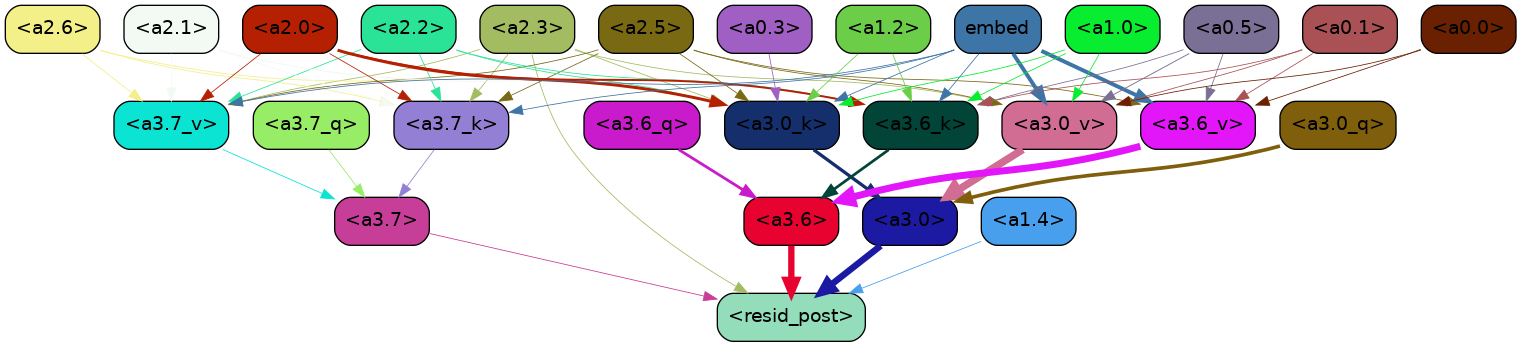 <a2.6> <a2.1> <a2.0> <a2.2> <a2.3> <a2.5> <a0.3> <a1.2> embed <a1.0> <a0.5> <a0.1> <a0.0>
<a3.7_v> <a3.7_q> <a3.7_k> <a3.6_q> <a3.0_k> <a3.6_k> <a3.0_v> <a3.6_v> <a3.0_q>
<a3.7> <a3.6> <a3.0> <a1.4>
<resid_post>